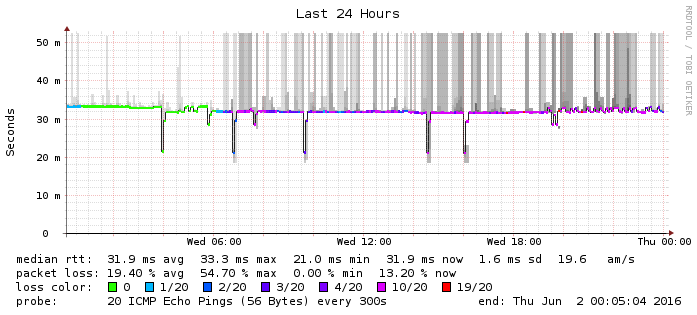 Last 24 Hours
RRDTOOL / TOBI OETIKER
Seconds
50 m
40 m
30 m
20 m
10 m
0
Wed 06:00 Wed 12:00 Wed 18:00 Thu 00:00
median rtt: 31.9 ms avg 33.3 ms max 21.0 ms min 31.9 ms now 1.6 ms sd 19.6 am/s
packet loss: 19.40 % avg 54.70 % max 0.00 % min 13.20 % now
loss color: 0 1/20 2/20 3/20 4/20 10/20 19/20
probe: 20 ICMP Echo Pings (56 Bytes) every 300s end: Thu Jun 2 00:05:04 2016